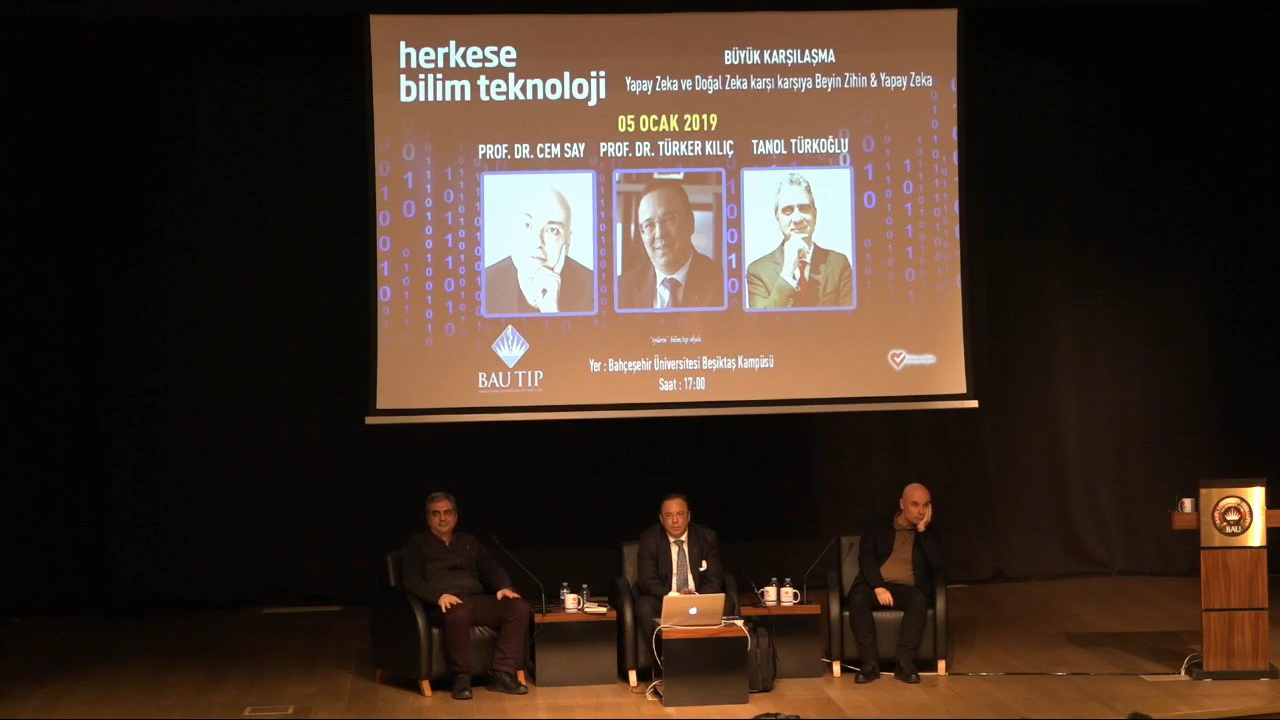 herkese
bilim teknoloji
BÜYÜK KARŞILAŞMA
Yapay Zeka ve Doğal Zeka karşı karşıya Beyin Zihin & Yapay Zeka
05 OCAK 2019
PROF. DR. CEM SAY
PROF. DR. TÜRKER KILIÇ
TANOL TÜRKOĞLU
BAU TIP
Yer : Bahçeşehir Üniversitesi Beşiktaş Kampüsü
Saat : 17:00
BAU